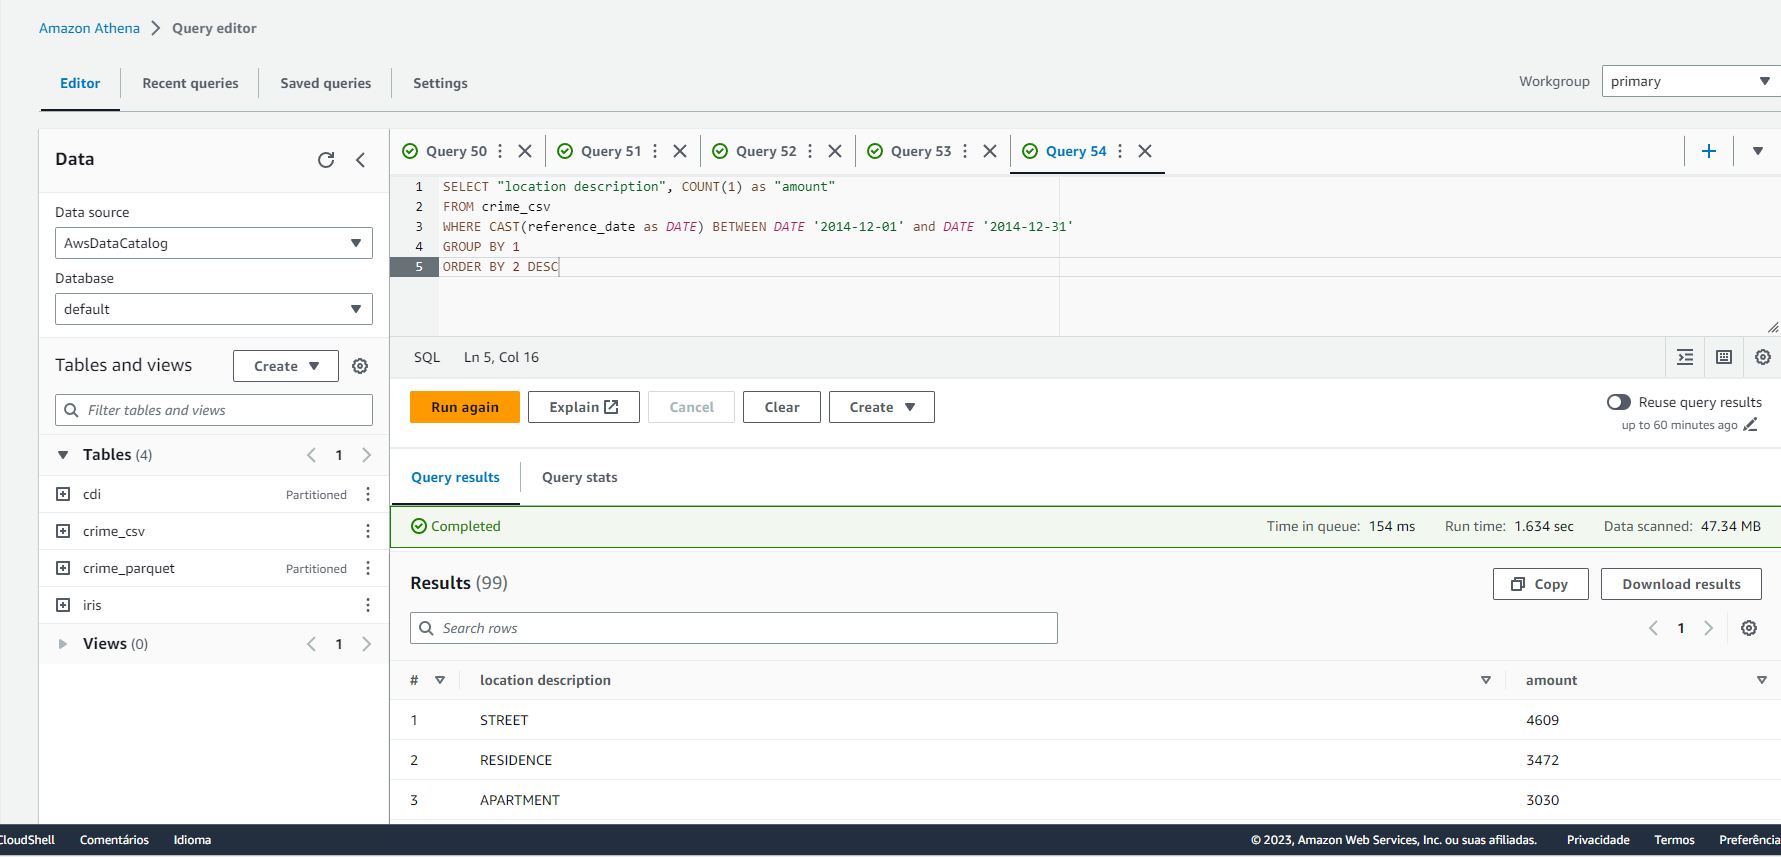 Amazon Athena > Query editor
Editor Recent queries Saved queries Settings
Workgroup primary
Data
Data source
AwsDataCatalog
Database
default
Tables and views Create
Filter tables and views
Tables (4) 1
cdi Partitioned
crime_csv
crime_parquet Partitioned
iris
Views (0) 1
Query 50 Query 51 Query 52 Query 53 Query 54
1 SELECT "location description", COUNT(1) as "amount"
2 FROM crime_csv
3 WHERE CAST(reference_date as DATE) BETWEEN DATE '2014-12-01' and DATE '2014-12-31'
4 GROUP BY 1
5 ORDER BY 2 DESC
SQL Ln 5, Col 16
Run again Explain Cancel Clear Create
Reuse query results
up to 60 minutes ago
Query results Query stats
Completed Time in queue: 154 ms Run time: 1.634 sec Data scanned: 47.34 MB
Results (99) Copy Download results
Search rows 1
# location description amount
1 STREET 4609
2 RESIDENCE 3472
3 APARTMENT 3030
CloudShell Comentários Idioma © 2023, Amazon Web Services, Inc. ou suas afiliadas. Privacidade Termos Preferência